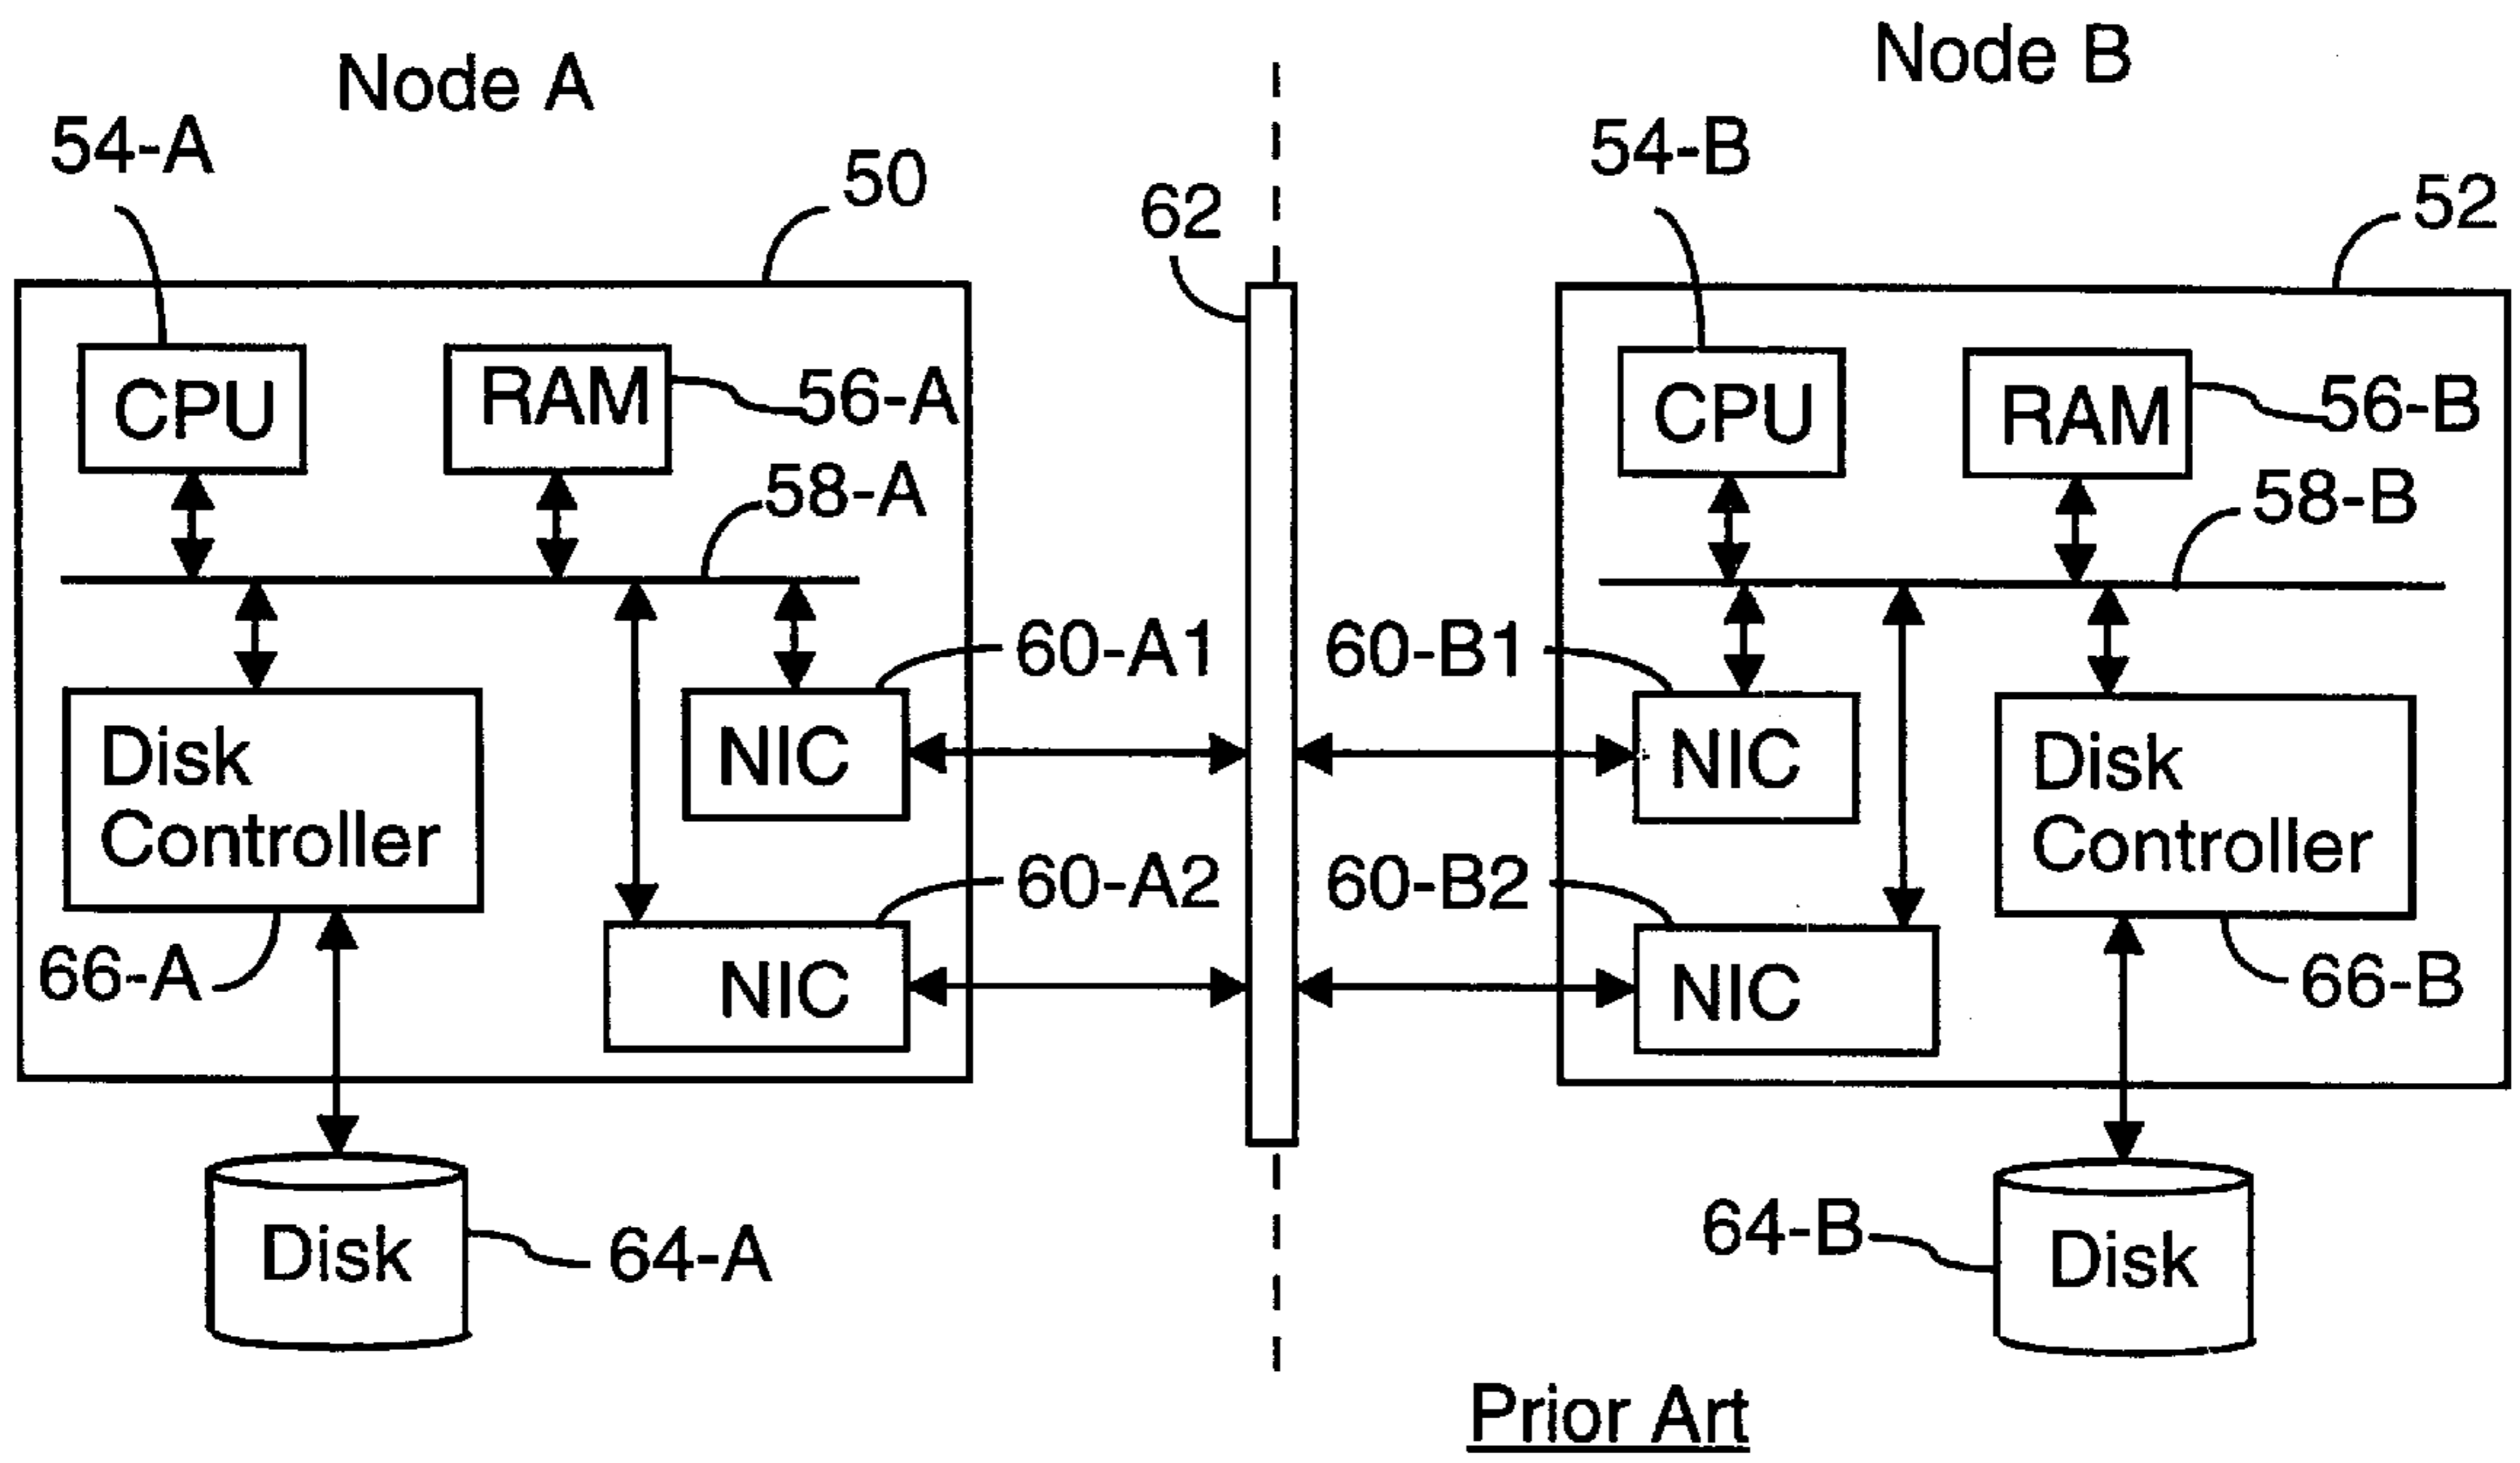 Node A
Node B
54-A
50
62
54-B
52
CPU
RAM
56-A
58-A
CPU
RAM
56-B
58-B
60-A1
60-B1
Disk
Controller
NIC
NIC
Disk
Controller
60-A2
60-B2
66-A
NIC
NIC
66-B
Disk
64-A
64-B
Disk
Prior Art